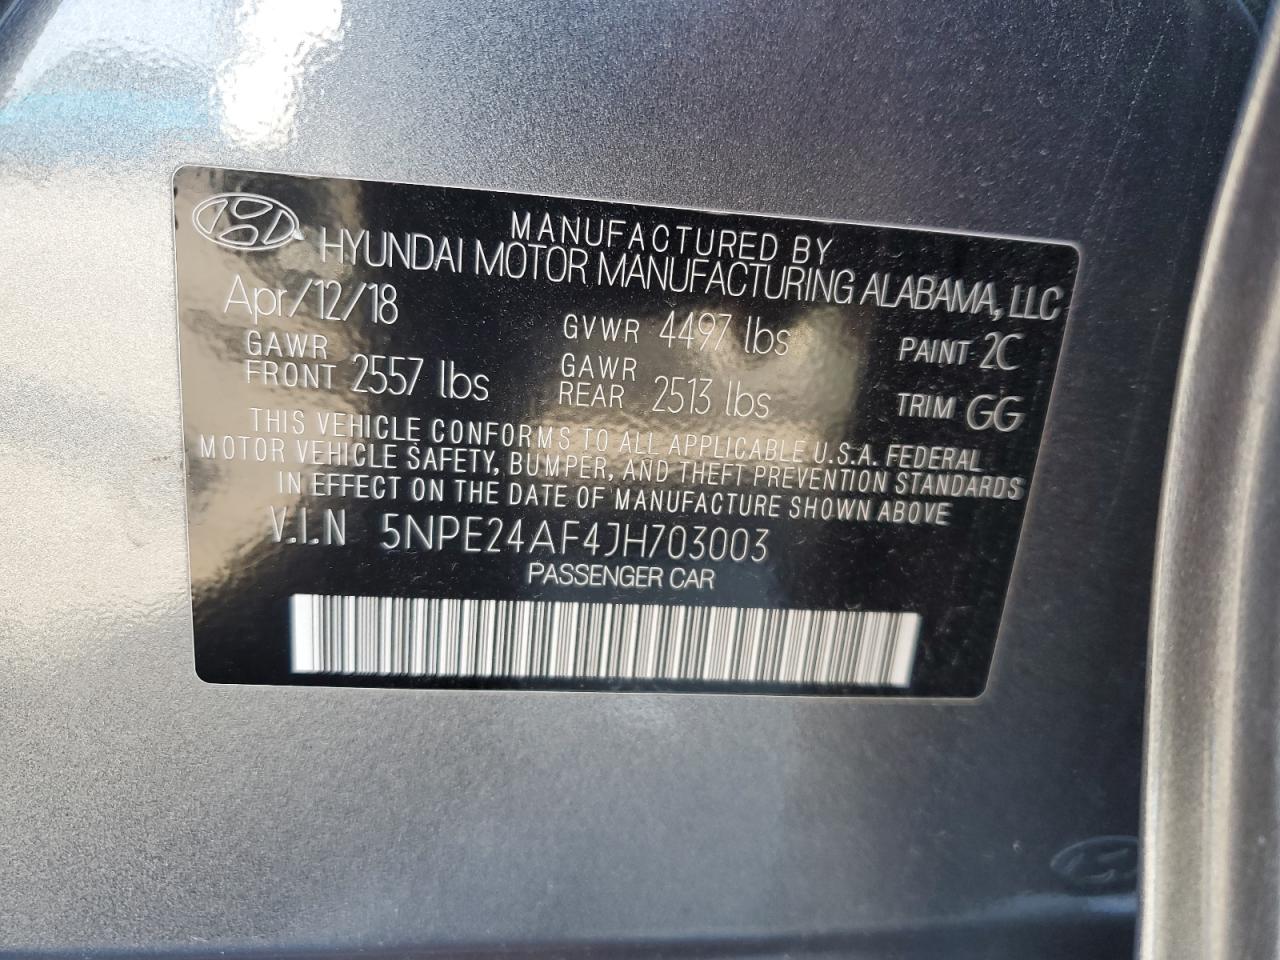 MANUFACTURED BY
HYUNDAI MOTOR MANUFACTURING ALABAMA, LLC
Apr/12/18 GVWR 4497 lbs PAINT 2C
GAWR FRONT 2557 lbs GAWR REAR 2513 lbs TRIM GG
THIS VEHICLE CONFORMS TO ALL APPLICABLE U.S.A. FEDERAL
MOTOR VEHICLE SAFETY, BUMPER, AND THEFT PREVENTION STANDARDS
IN EFFECT ON THE DATE OF MANUFACTURE SHOWN ABOVE
V.I.N 5NPE24AF4JH703003
PASSENGER CAR